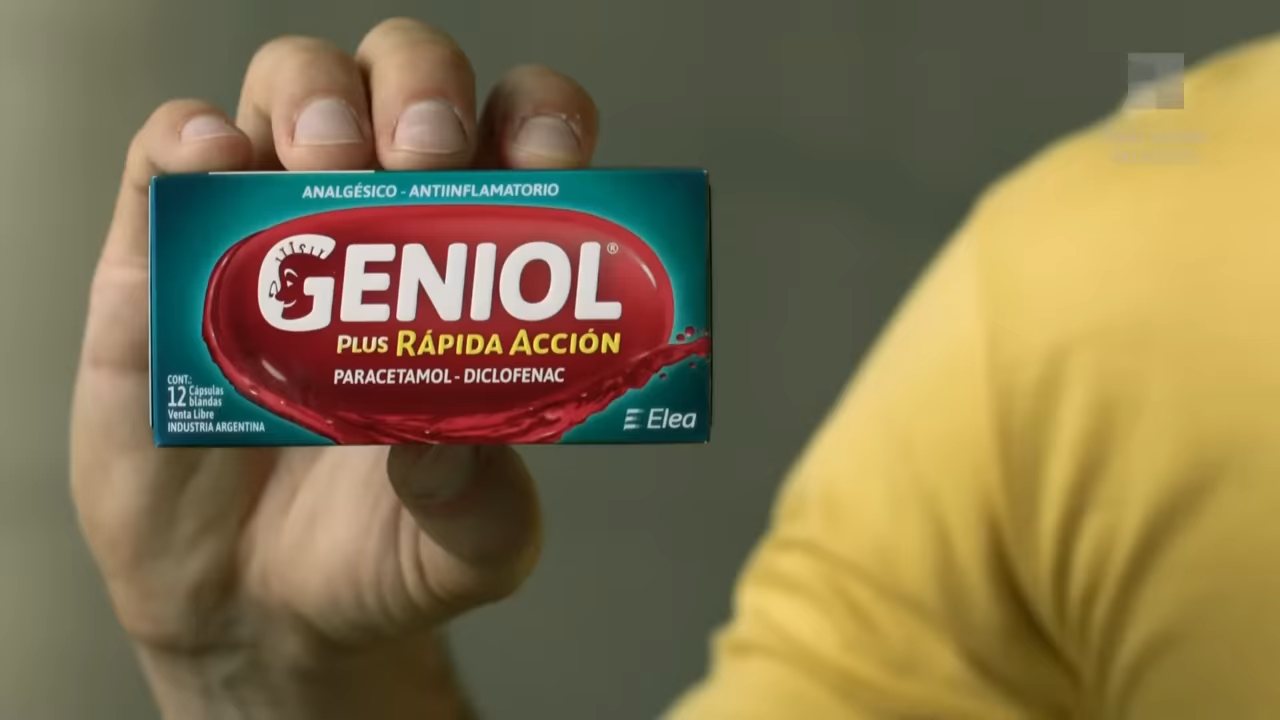 ANALGÉSICO - ANTIINFLAMATORIO
GENIOL®
PLUS RÁPIDA ACCIÓN
PARACETAMOL - DICLOFENAC
CONT.:
12 Cápsulas blandas
Venta Libre
INDUSTRIA ARGENTINA
Elea